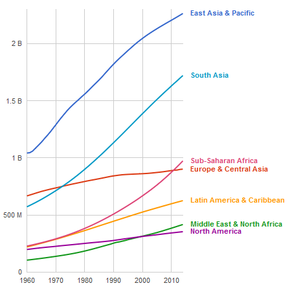 East Asia & Pacific
2 B
South Asia
1.5 B
1 B
Sub-Saharan Africa
Europe & Central Asia
Latin America & Caribbean
500 M
Middle East & North Africa
North America
0
1960 1970 1980 1990 2000 2010